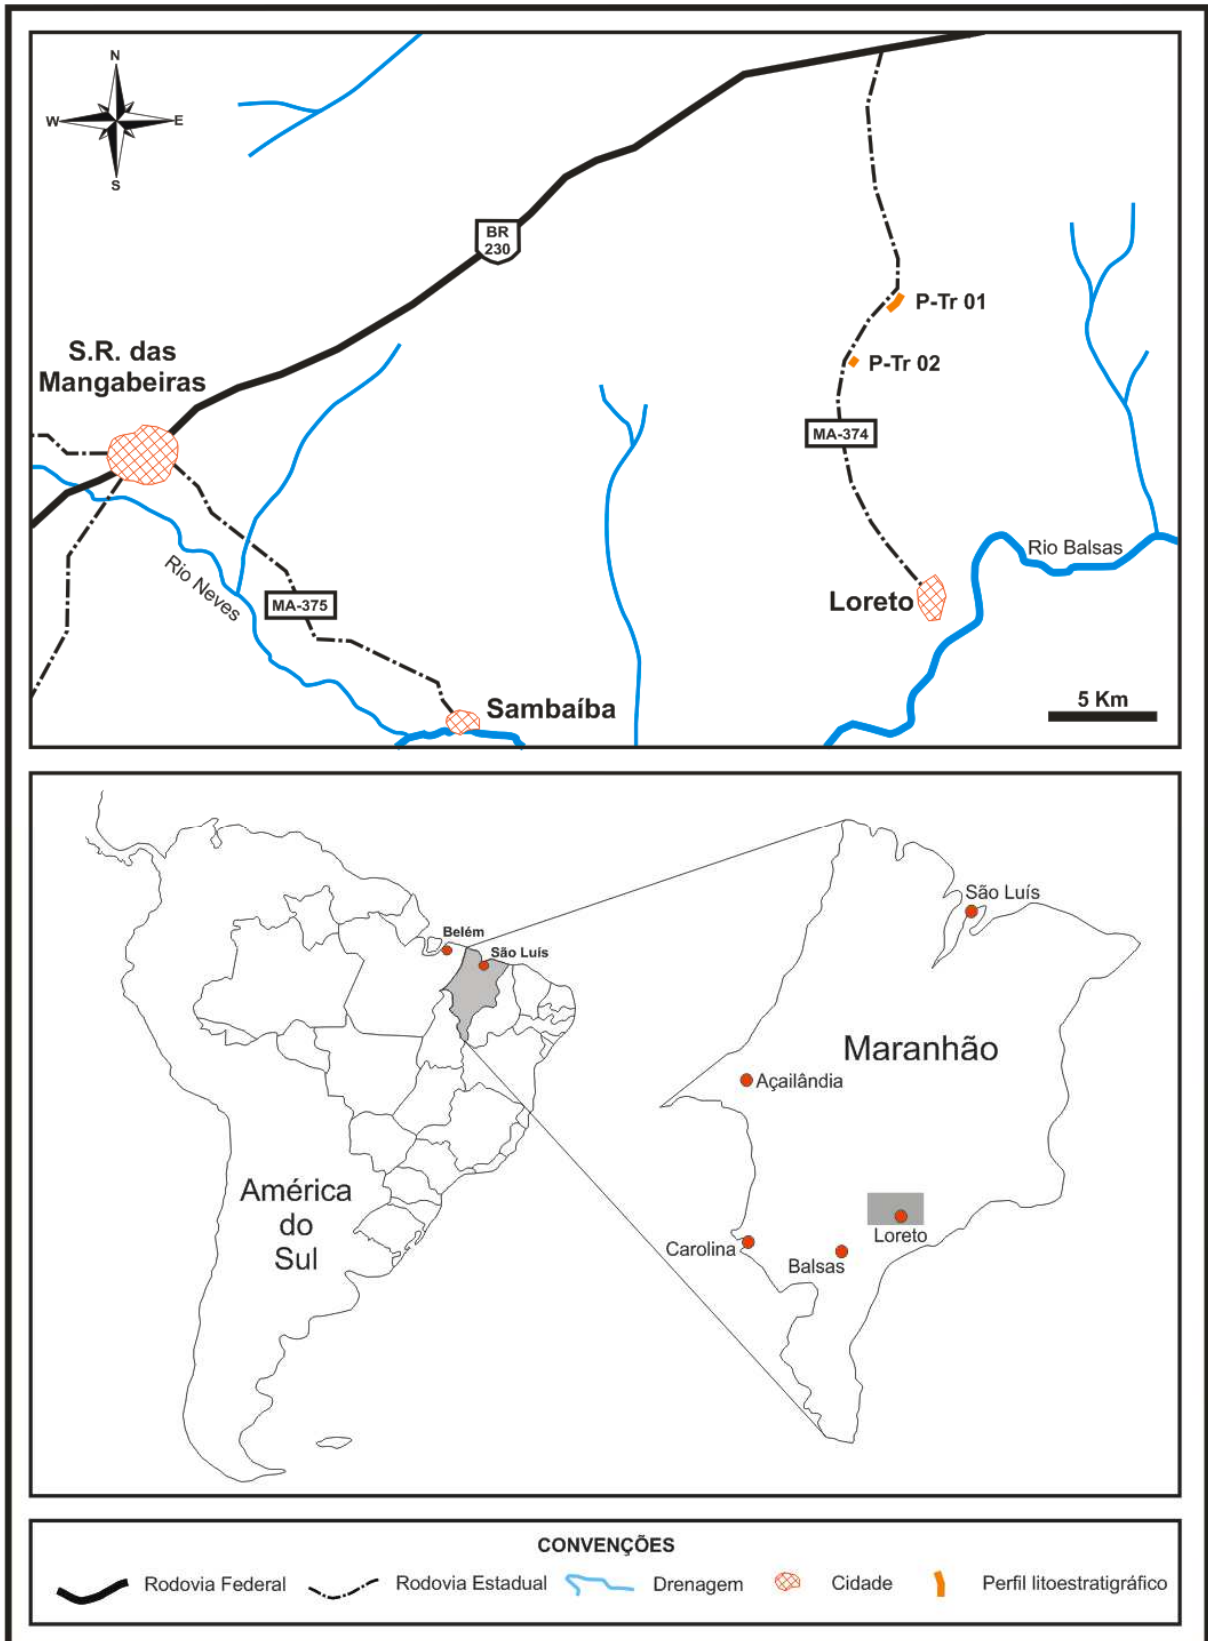 N
W
E
S
BR
230
P-Tr 01
S.R. das
Mangabeiras
P-Tr 02
MA-374
Rio Balsas
Rio Neves
MA-375
Loreto
Sambaíba
5 Km
São Luís
Belém
São Luís
Maranhão
Açailândia
América
do
Sul
Loreto
Carolina
Balsas
CONVENÇÕES
Rodovia Federal
Rodovia Estadual
Drenagem
Cidade
Perfil litoestratigráfico